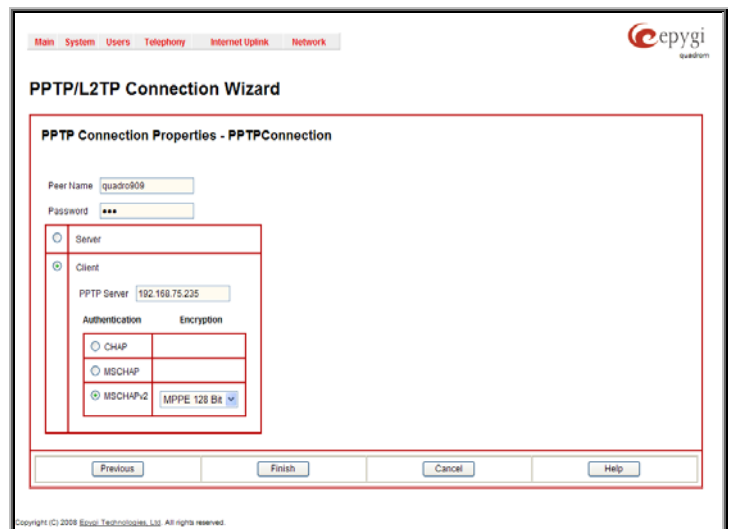 Main System Users Telephony Internet Uplink Network
epygi
quadrom
PPTP/L2TP Connection Wizard
PPTP Connection Properties - PPTPConnection
Peer Name quadro909
Password •••
Server
Client
PPTP Server 192.168.75.235
Authentication Encryption
CHAP
MSCHAP
MSCHAPv2 MPPE 128 Bit
Previous Finish Cancel Help
Copyright (C) 2008 Epygi Technologies, Ltd. All rights reserved.